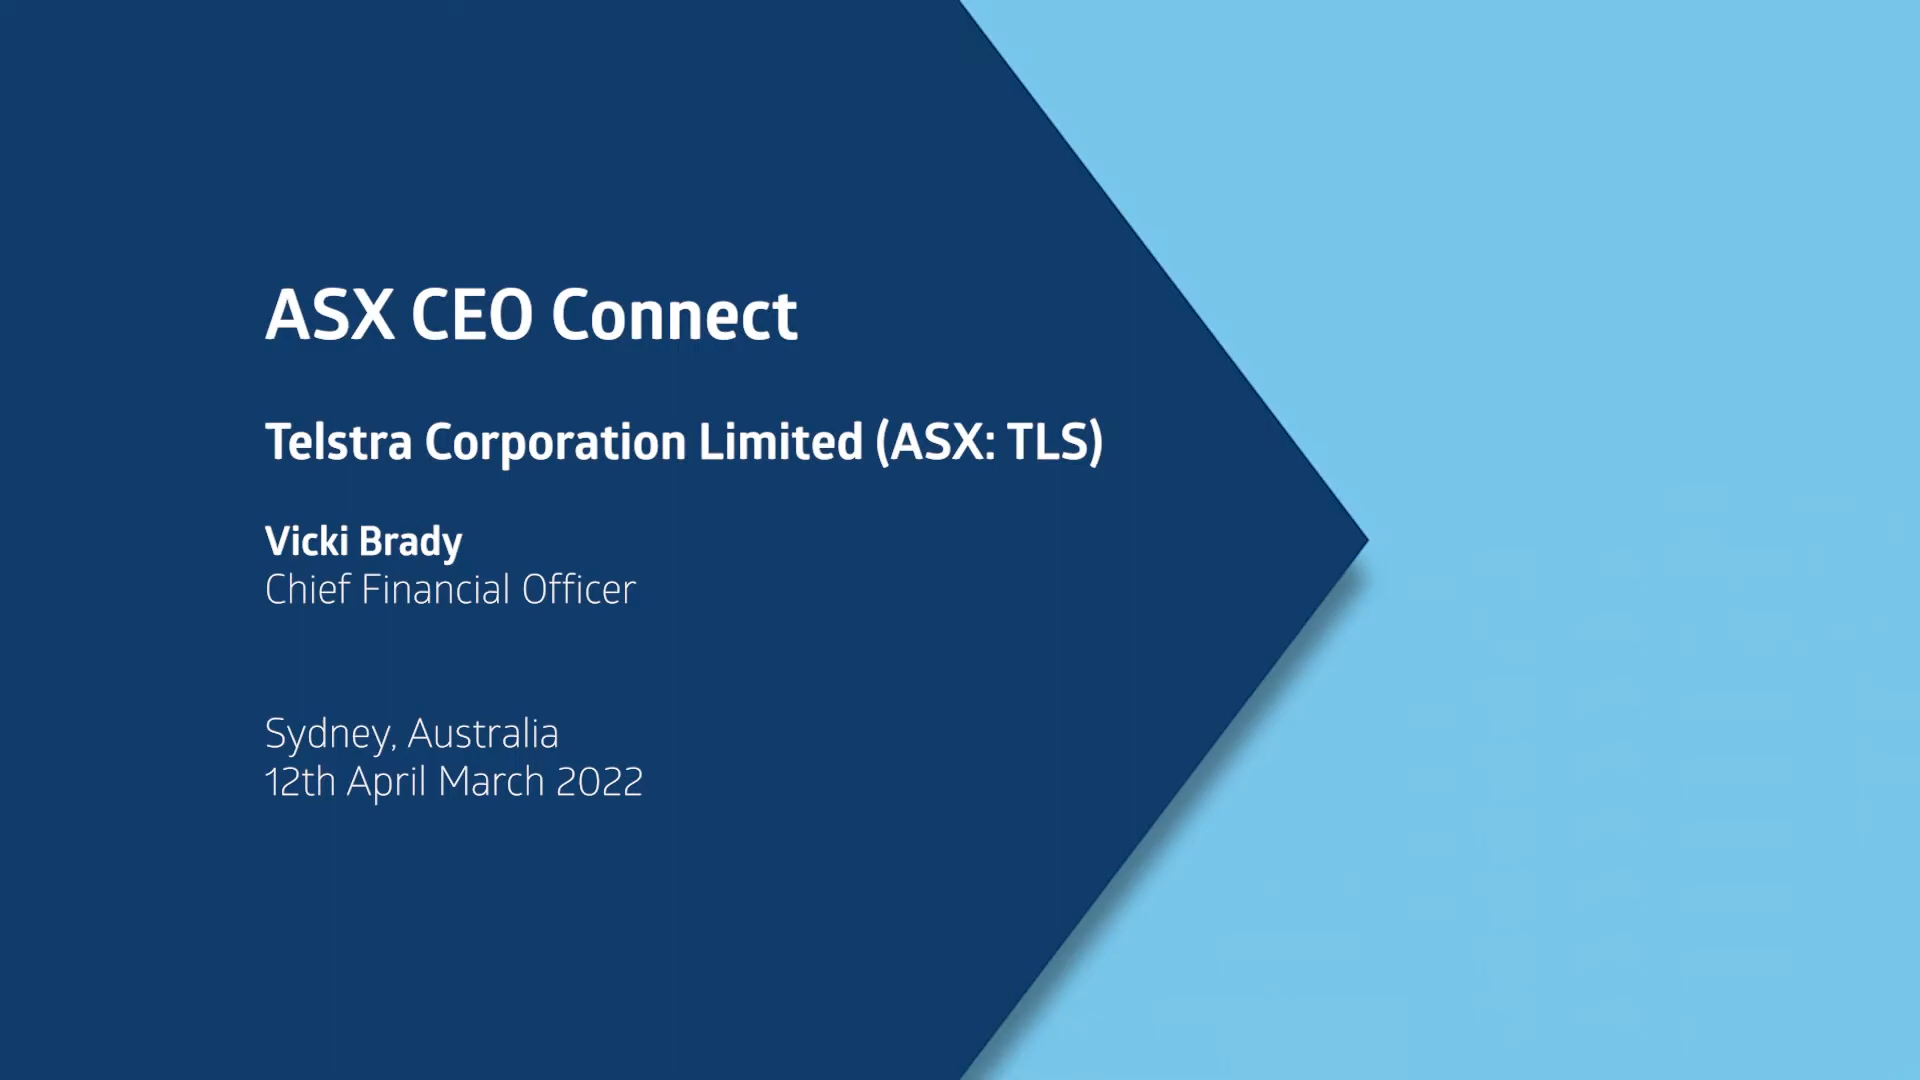 ASX CEO Connect
Telstra Corporation Limited (ASX: TLS)
Vicki Brady
Chief Financial Officer
Sydney, Australia
12th April March 2022